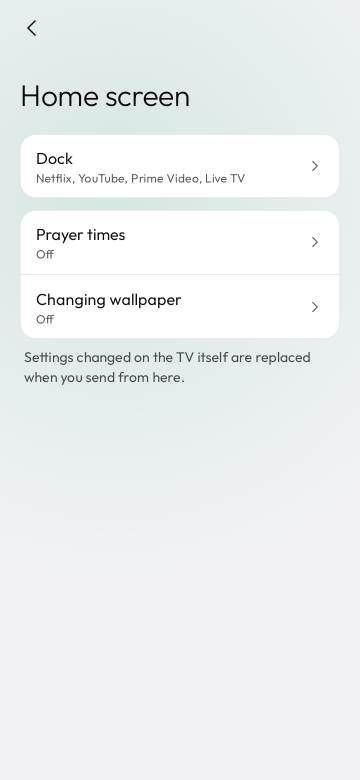 Home screen
Dock
Netflix, YouTube, Prime Video, Live TV
Prayer times
Off
Changing wallpaper
Off
Settings changed on the TV itself are replaced
when you send from here.